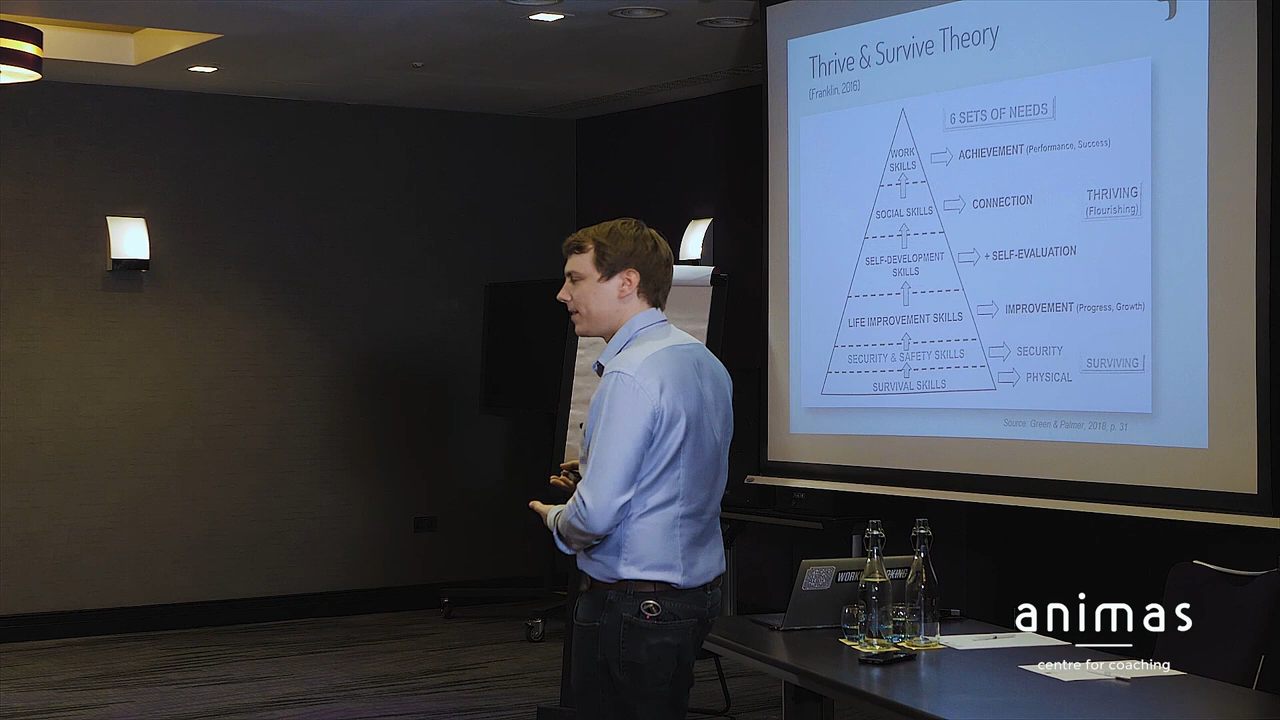 Thrive & Survive Theory
(Franklin, 2016)
6 SETS OF NEEDS
WORK
SKILLS
ACHIEVEMENT (Performance, Success)
SOCIAL SKILLS
CONNECTION
THRIVING
(Flourishing)
SELF-DEVELOPMENT
SKILLS
+ SELF-EVALUATION
LIFE IMPROVEMENT SKILLS
IMPROVEMENT (Progress, Growth)
SECURITY & SAFETY SKILLS
SECURITY
SURVIVING
SURVIVAL SKILLS
PHYSICAL
Source: Green & Palmer, 2018, p. 31
animas
centre for coaching